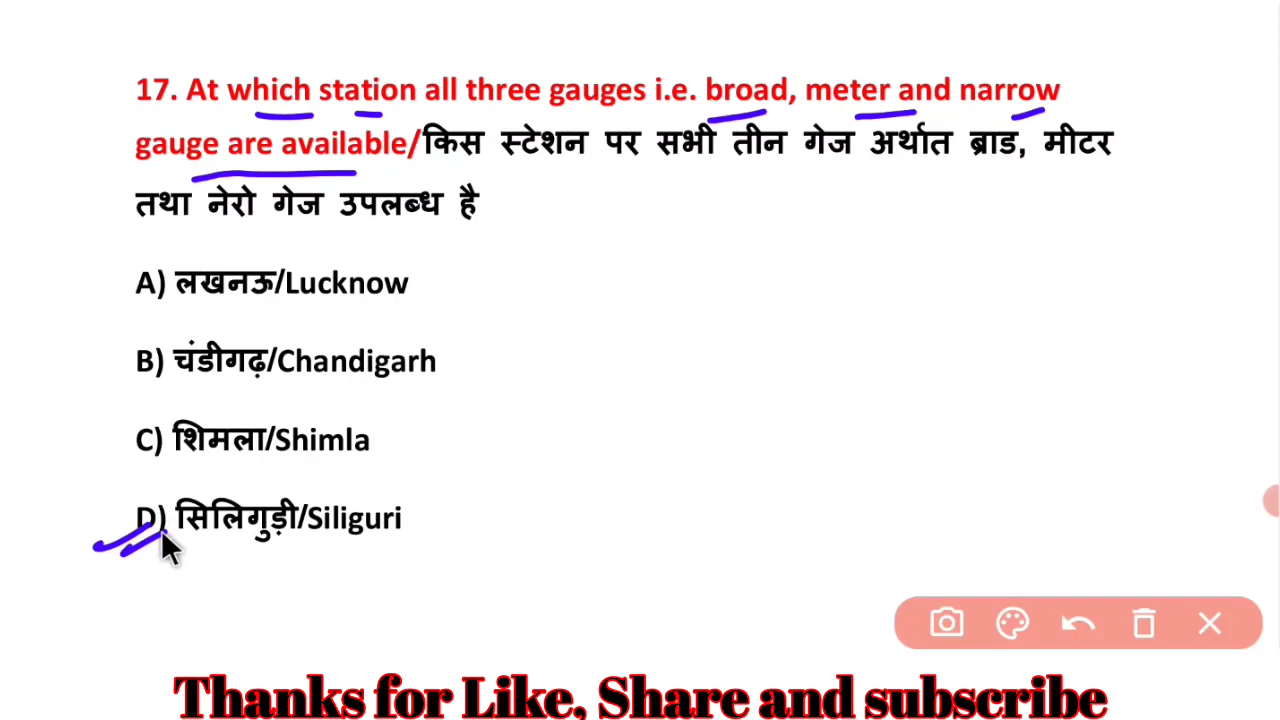 17. At which station all three gauges i.e. broad, meter and narrow
gauge are available/किस स्टेशन पर सभी तीन गेज अर्थात ब्राड, मीटर
तथा नेरो गेज उपलब्ध है
A) लखनऊ/Lucknow
B) चंडीगढ़/Chandigarh
C) शिमला/Shimla
D) सिलिगुड़ी/Siliguri
Thanks for Like, Share and subscribe